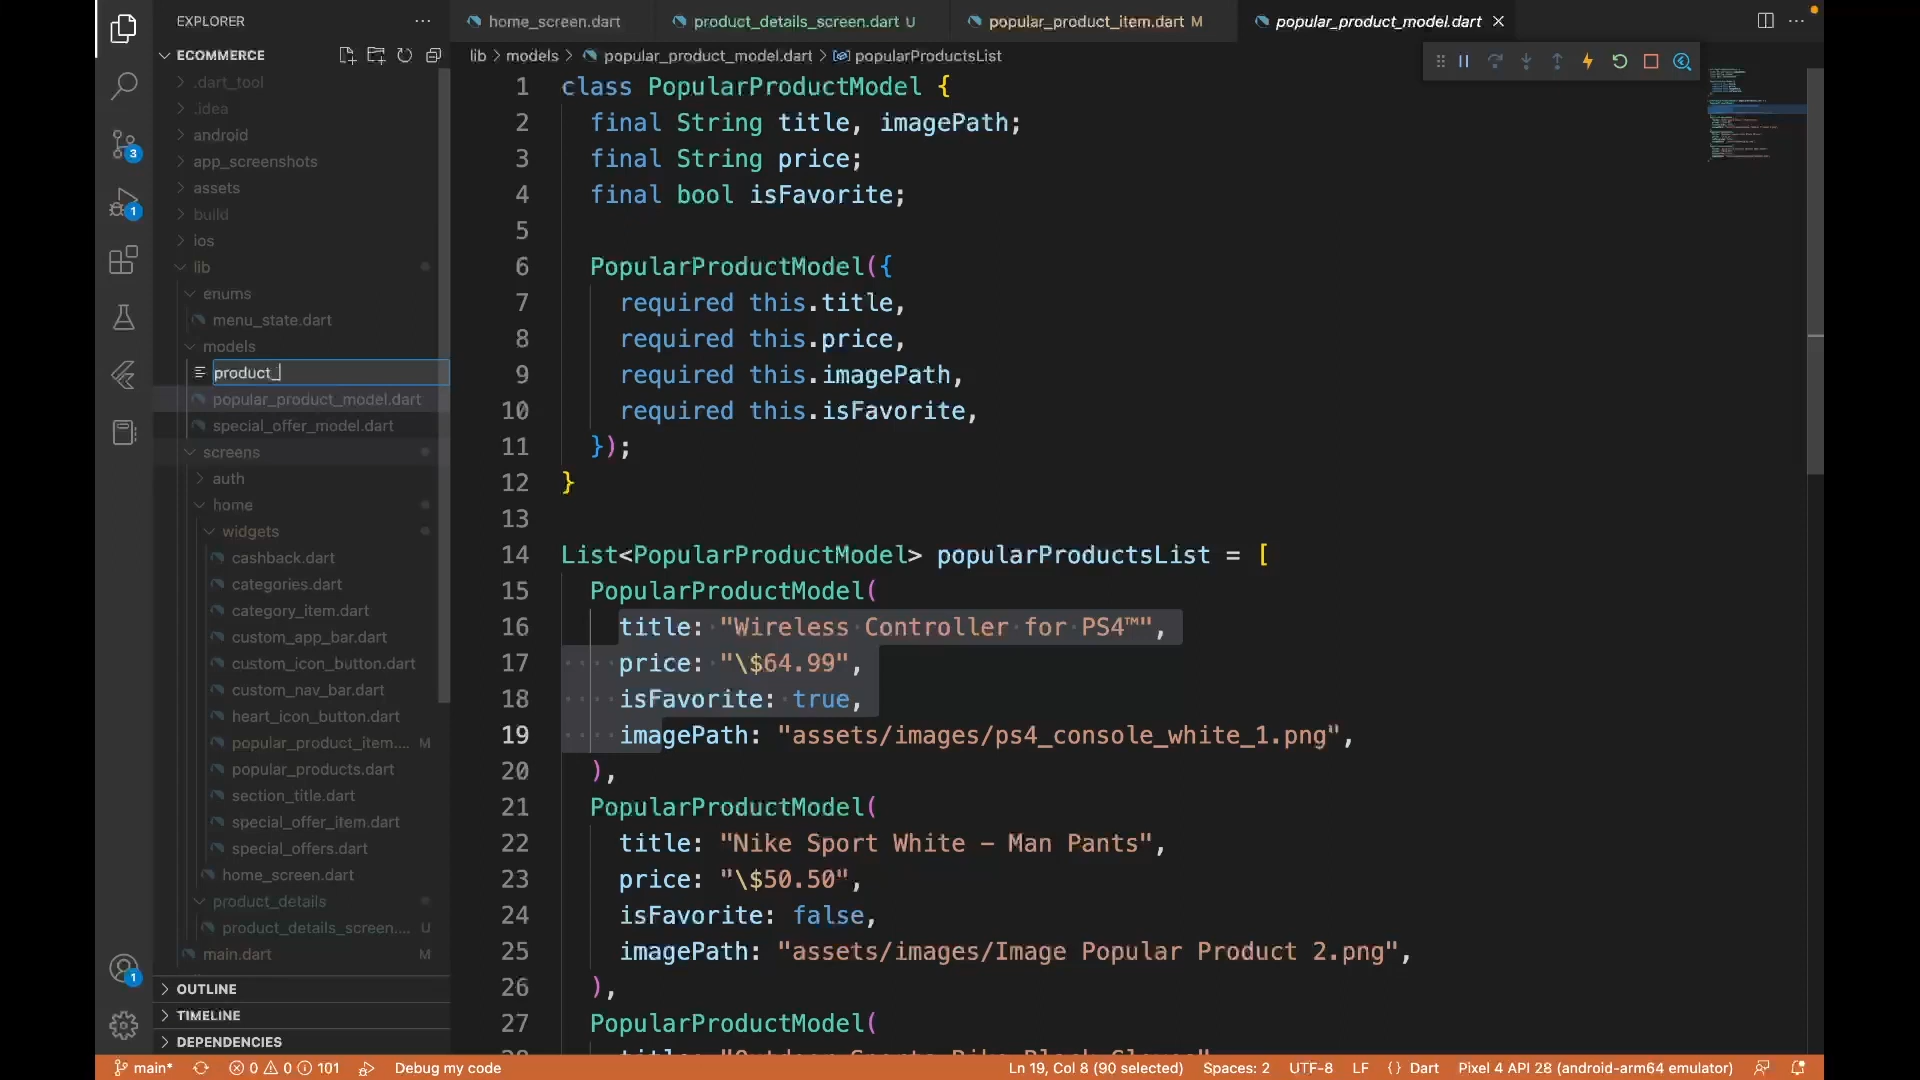 EXPLORER
home_screen.dart
product_details_screen.dart U
popular_product_item.dart M
popular_product_model.dart
ECOMMERCE
lib > models > popular_product_model.dart > popularProductsList
.dart_tool
.idea
android
app_screenshots
assets
build
ios
lib
enums
menu_state.dart
models
product_
popular_product_model.dart
special_offer_model.dart
screens
auth
home
widgets
cashback.dart
categories.dart
category_item.dart
custom_app_bar.dart
custom_icon_button.dart
custom_nav_bar.dart
heart_icon_button.dart
popular_product_item.... M
popular_products.dart
section_title.dart
special_offer_item.dart
special_offers.dart
home_screen.dart
product_details
product_details_screen.... U
main.dart M
OUTLINE
TIMELINE
DEPENDENCIES
3
1
1
1 class PopularProductModel {
2 final String title, imagePath;
3 final String price;
4 final bool isFavorite;
5
6 PopularProductModel({
7 required this.title,
8 required this.price,
9 required this.imagePath,
10 required this.isFavorite,
11 });
12 }
13
14 List<PopularProductModel> popularProductsList = [
15 PopularProductModel(
16 title: "Wireless Controller for PS4™",
17 price: "\$64.99",
18 isFavorite: true,
19 imagePath: "assets/images/ps4_console_white_1.png",
20 ),
21 PopularProductModel(
22 title: "Nike Sport White – Man Pants",
23 price: "\$50.50",
24 isFavorite: false,
25 imagePath: "assets/images/Image Popular Product 2.png",
26 ),
27 PopularProductModel(
main* 0 0 101 Debug my code Ln 19, Col 8 (90 selected) Spaces: 2 UTF-8 LF {} Dart Pixel 4 API 28 (android-arm64 emulator)